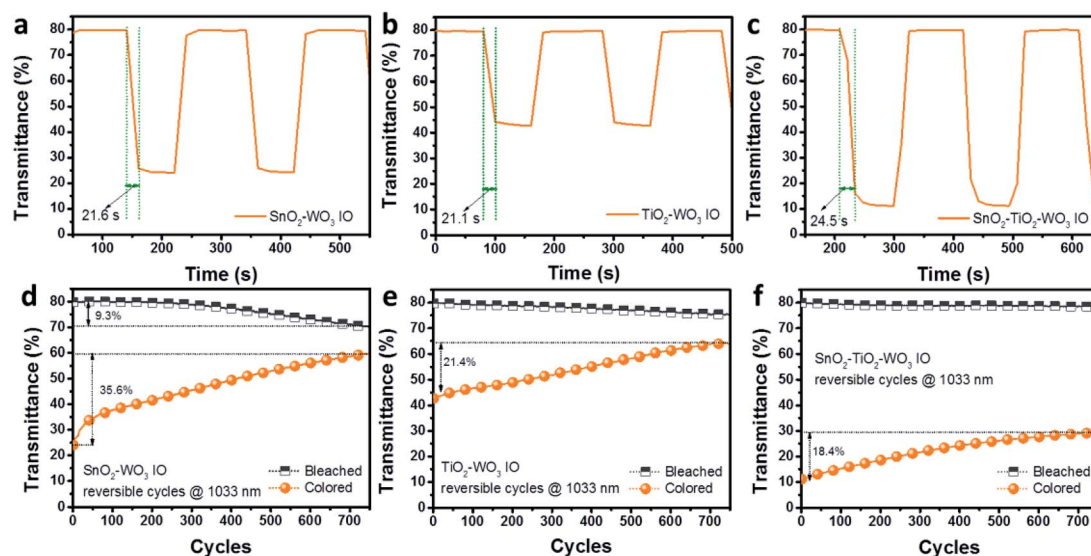 a
Transmittance (%)
80
70
60
50
40
30
20
10
0
21.6 s
SnO₂-WO₃ IO
100 200 300 400 500
Time (s)
b
Transmittance (%)
80
70
60
50
40
30
20
10
0
21.1 s
TiO₂-WO₃ IO
0 100 200 300 400 500
Time (s)
c
Transmittance (%)
80
70
60
50
40
30
20
10
0
24.5 s
SnO₂-TiO₂-WO₃ IO
200 300 400 500 600
Time (s)
d
Transmittance (%)
80
70
60
50
40
30
20
10
0
9.3%
35.6%
SnO₂-WO₃ IO
reversible cycles @ 1033 nm
Bleached
Colored
0 100 200 300 400 500 600 700
Cycles
e
Transmittance (%)
80
70
60
50
40
30
20
10
0
21.4%
TiO₂-WO₃ IO
reversible cycles @ 1033 nm
Bleached
Colored
0 100 200 300 400 500 600 700
Cycles
f
Transmittance (%)
80
70
60
50
40
30
20
10
0
SnO₂-TiO₂-WO₃ IO
reversible cycles @ 1033 nm
18.4%
Bleached
Colored
0 100 200 300 400 500 600 700
Cycles